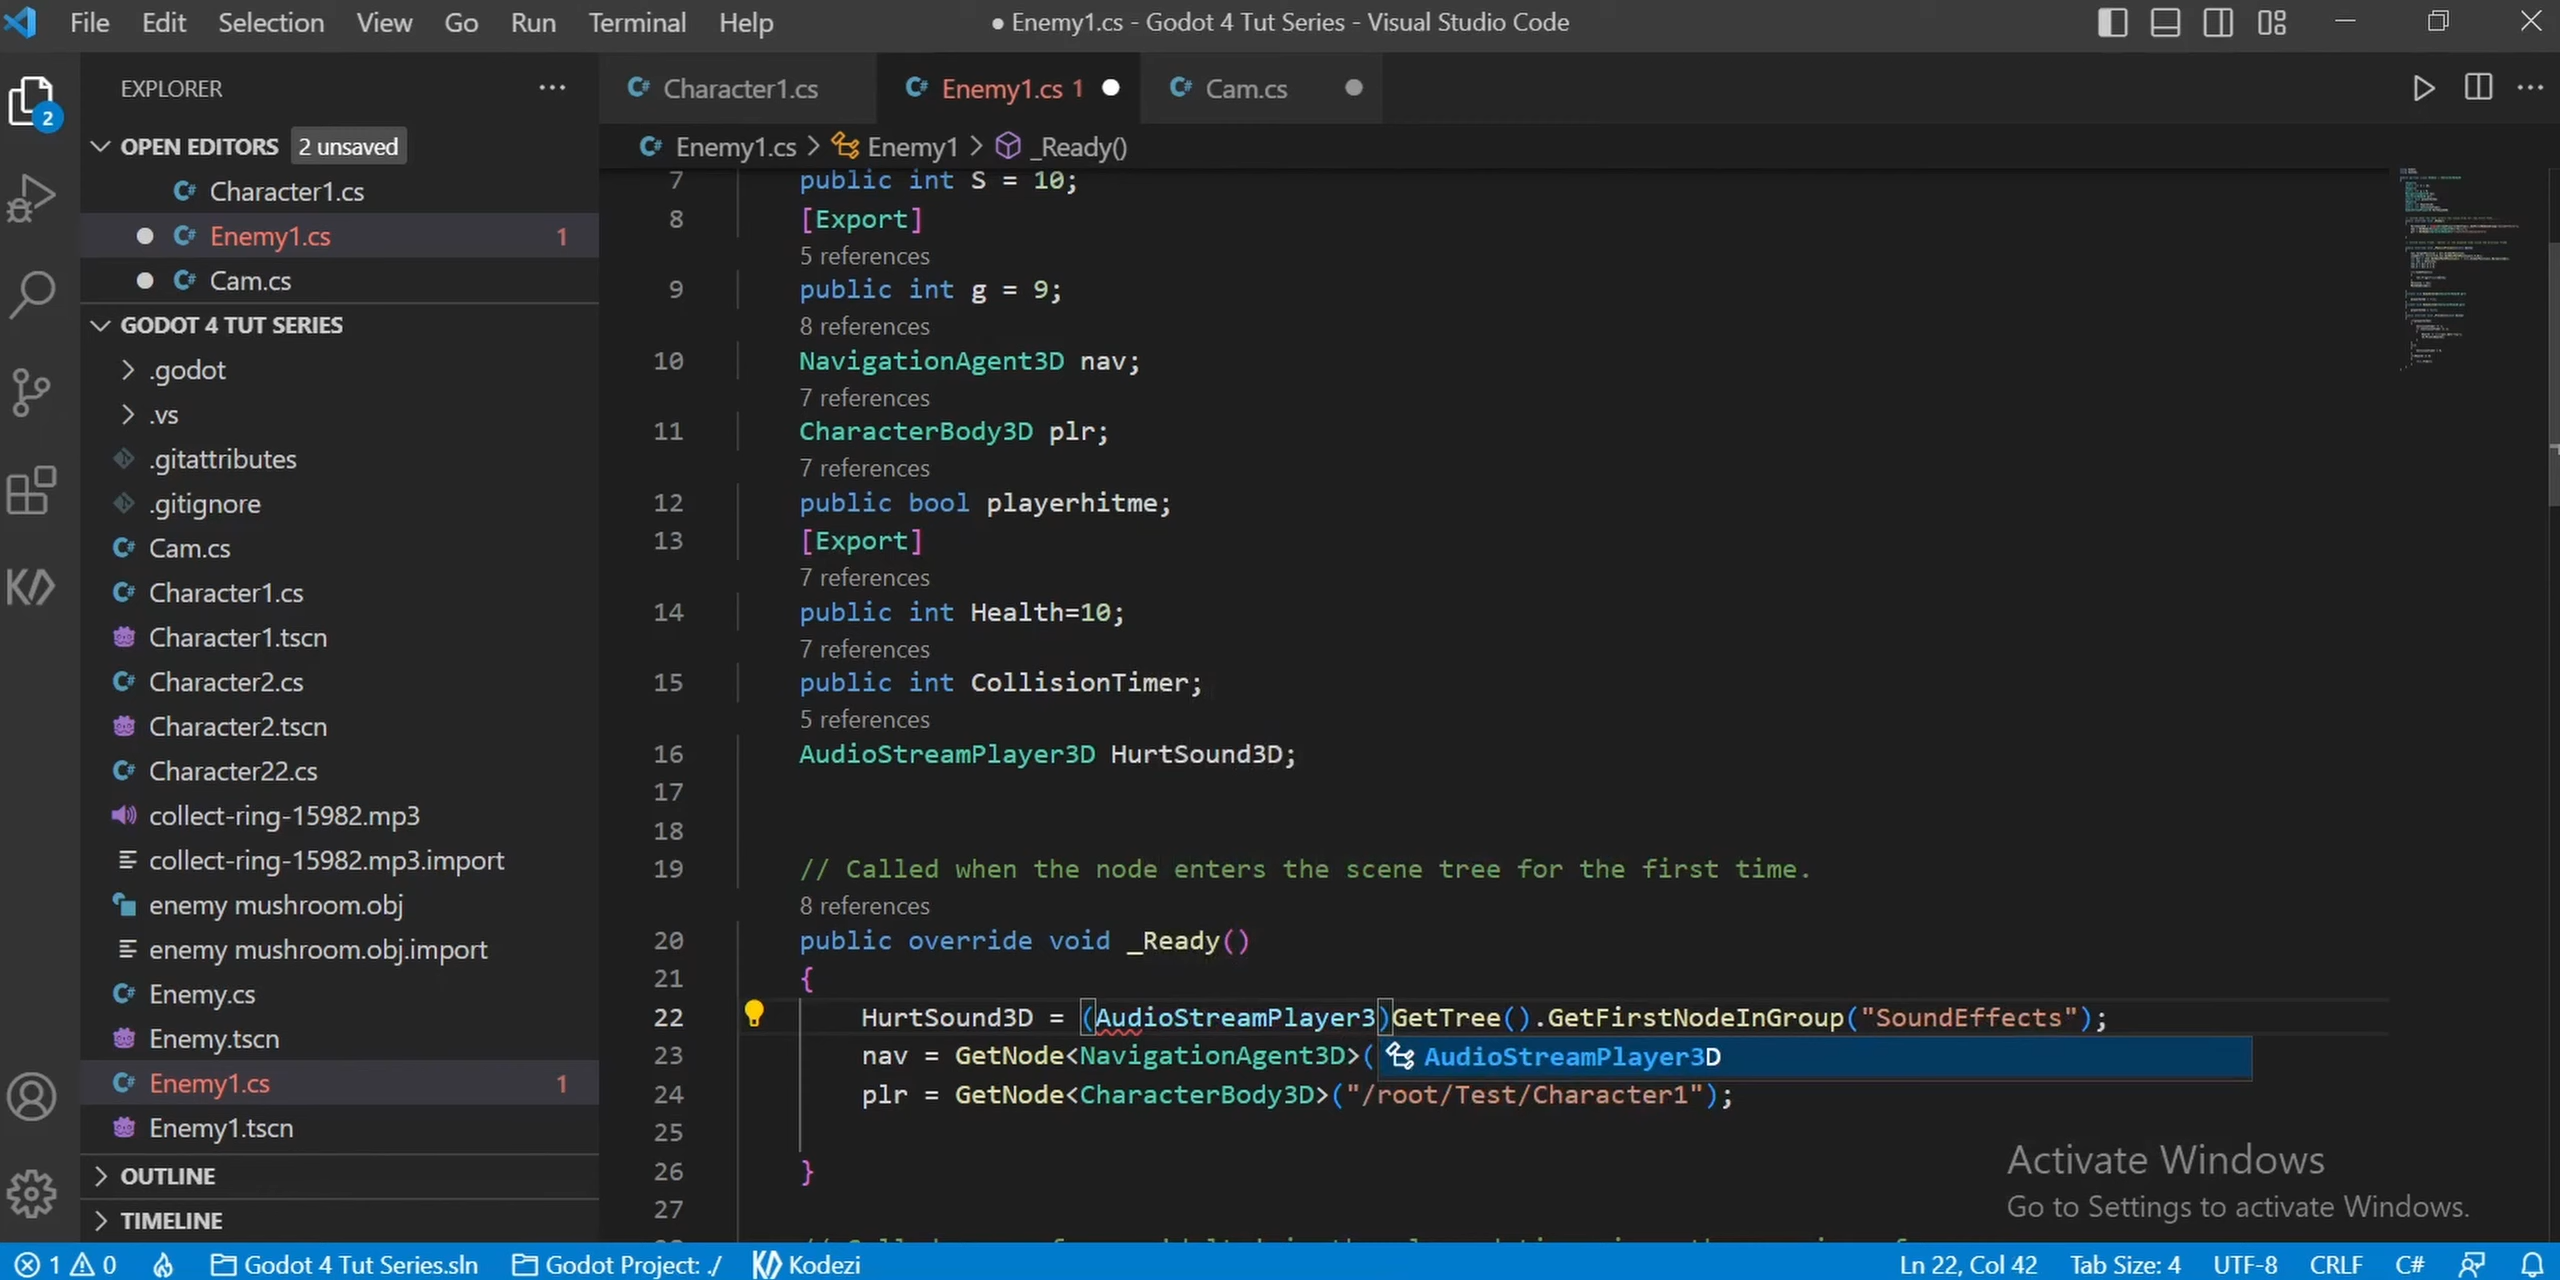 File Edit Selection View Go Run Terminal Help
● Enemy1.cs - Godot 4 Tut Series - Visual Studio Code
EXPLORER
OPEN EDITORS 2 unsaved
Character1.cs
Enemy1.cs 1
Cam.cs
GODOT 4 TUT SERIES
.godot
.vs
.gitattributes
.gitignore
Cam.cs
Character1.cs
Character1.tscn
Character2.cs
Character2.tscn
Character22.cs
collect-ring-15982.mp3
collect-ring-15982.mp3.import
enemy mushroom.obj
enemy mushroom.obj.import
Enemy.cs
Enemy.tscn
Enemy1.cs 1
Enemy1.tscn
OUTLINE
TIMELINE
2
Character1.cs Enemy1.cs 1 Cam.cs
Enemy1.cs > Enemy1 > _Ready()
7 public int S = 10;
8 [Export]
5 references
9 public int g = 9;
8 references
10 NavigationAgent3D nav;
7 references
11 CharacterBody3D plr;
7 references
12 public bool playerhitme;
13 [Export]
7 references
14 public int Health=10;
7 references
15 public int CollisionTimer;
5 references
16 AudioStreamPlayer3D HurtSound3D;
17
18
19 // Called when the node enters the scene tree for the first time.
8 references
20 public override void _Ready()
21 {
22 HurtSound3D = (AudioStreamPlayer3)GetTree().GetFirstNodeInGroup("SoundEffects");
23 nav = GetNode<NavigationAgent3D>( AudioStreamPlayer3D
24 plr = GetNode<CharacterBody3D>("/root/Test/Character1");
25
26 }
27
Activate Windows
Go to Settings to activate Windows.
1 0 Godot 4 Tut Series.sln Godot Project: ./ Kodezi Ln 22, Col 42 Tab Size: 4 UTF-8 CRLF C#